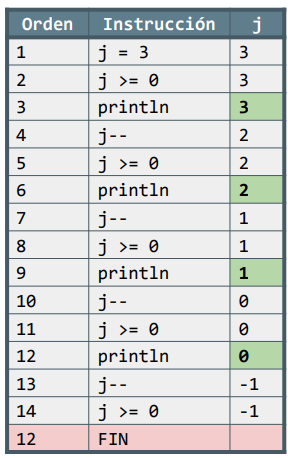 Orden Instrucción j
1 j = 3 3
2 j >= 0 3
3 println 3
4 j-- 2
5 j >= 0 2
6 println 2
7 j-- 1
8 j >= 0 1
9 println 1
10 j-- 0
11 j >= 0 0
12 println 0
13 j-- -1
14 j >= 0 -1
12 FIN